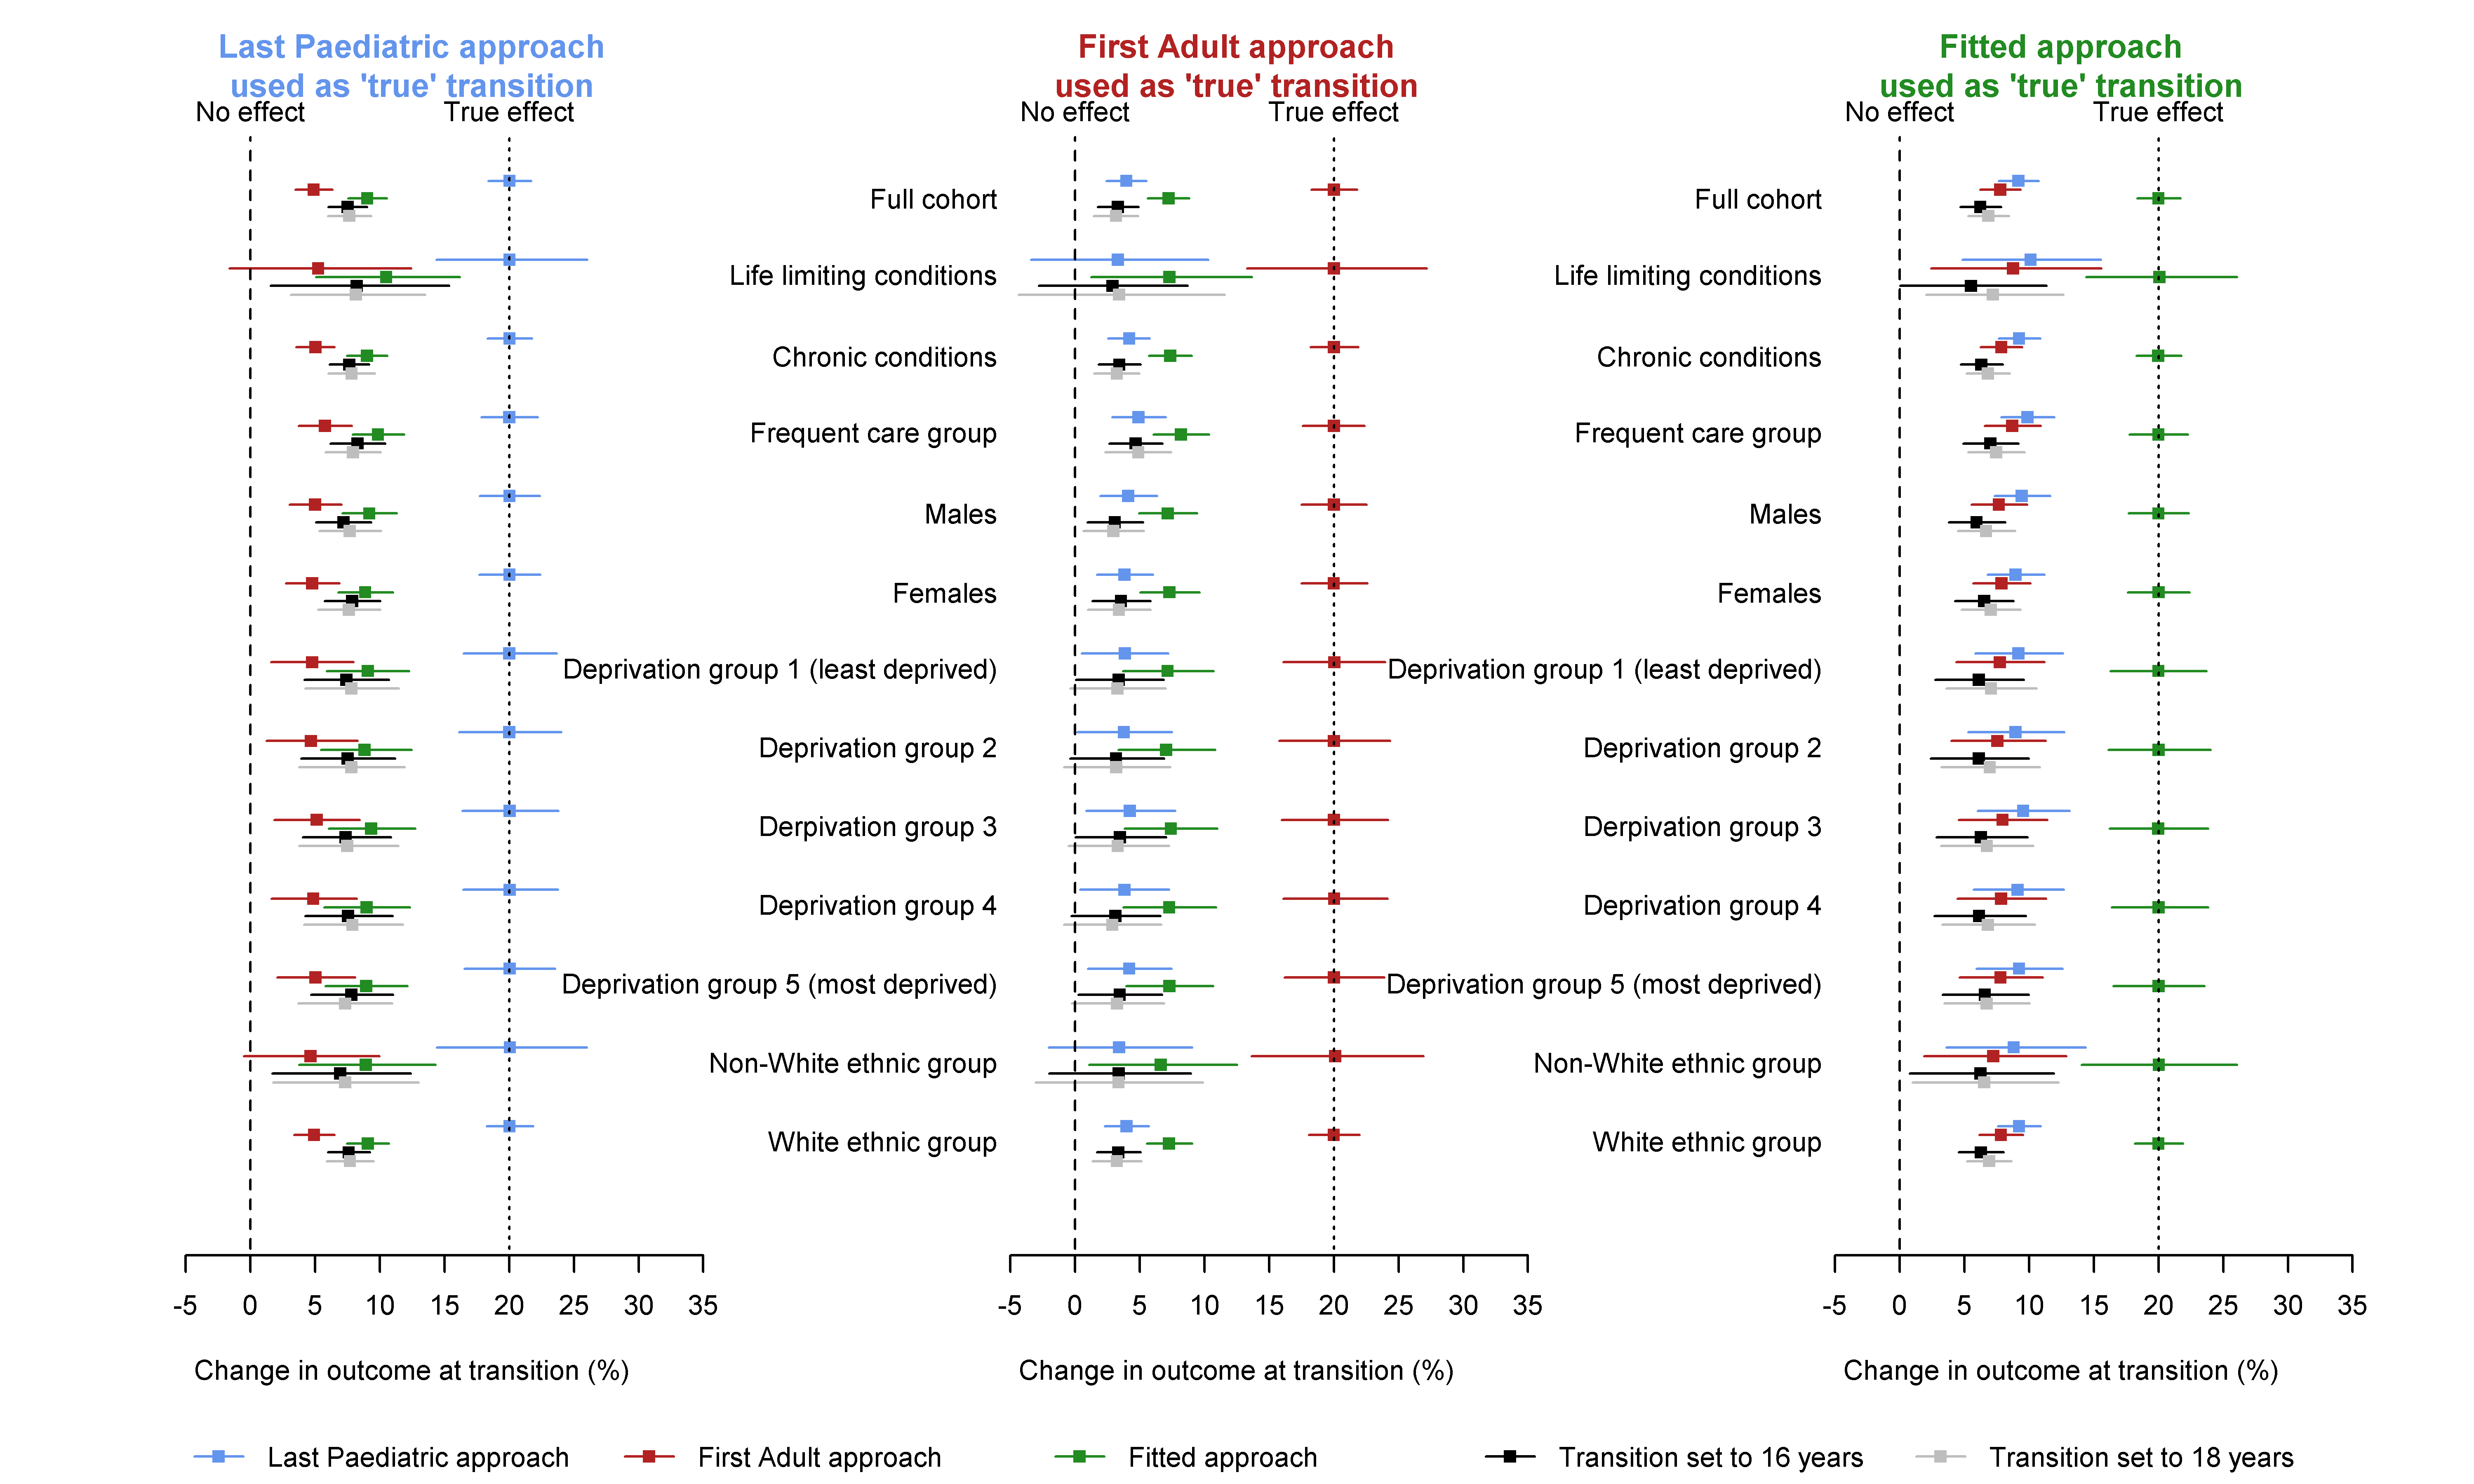 Last Paediatric approach
used as 'true' transition
First Adult approach
used as 'true' transition
Fitted approach
used as 'true' transition
No effect
True effect
No effect
True effect
No effect
True effect
Full cohort
Full cohort
Life limiting conditions
Life limiting conditions
Chronic conditions
Chronic conditions
Frequent care group
Frequent care group
Males
Males
Females
Females
Deprivation group 1 (least deprived)
Deprivation group 1 (least deprived)
Deprivation group 2
Deprivation group 2
Derpivation group 3
Derpivation group 3
Deprivation group 4
Deprivation group 4
Deprivation group 5 (most deprived)
Deprivation group 5 (most deprived)
Non-White ethnic group
Non-White ethnic group
White ethnic group
White ethnic group
-5 0 5 10 15 20 25 30 35
-5 0 5 10 15 20 25 30 35
-5 0 5 10 15 20 25 30 35
Change in outcome at transition (%)
Change in outcome at transition (%)
Change in outcome at transition (%)
Last Paediatric approach
First Adult approach
Fitted approach
Transition set to 16 years
Transition set to 18 years